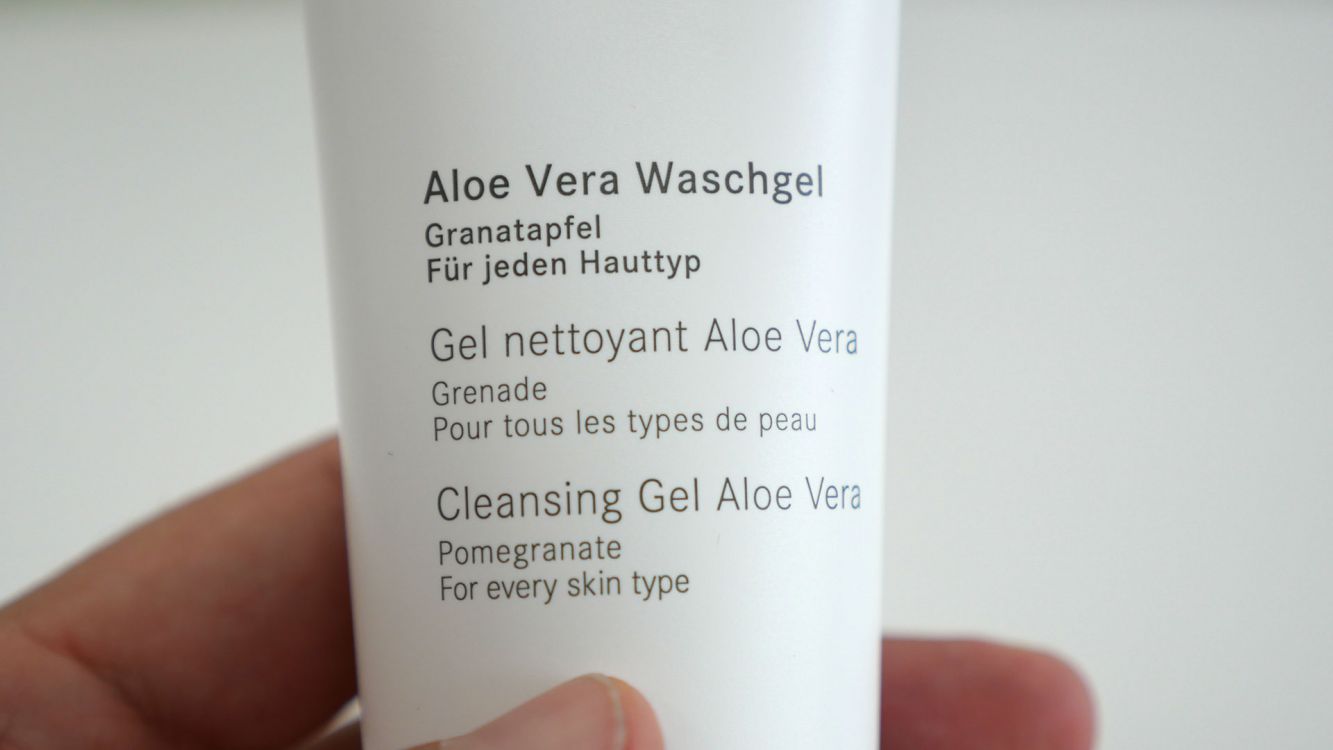 Aloe Vera Waschgel
Granatapfel
Für jeden Hauttyp
Gel nettoyant Aloe Vera
Grenade
Pour tous les types de peau
Cleansing Gel Aloe Vera
Pomegranate
For every skin type